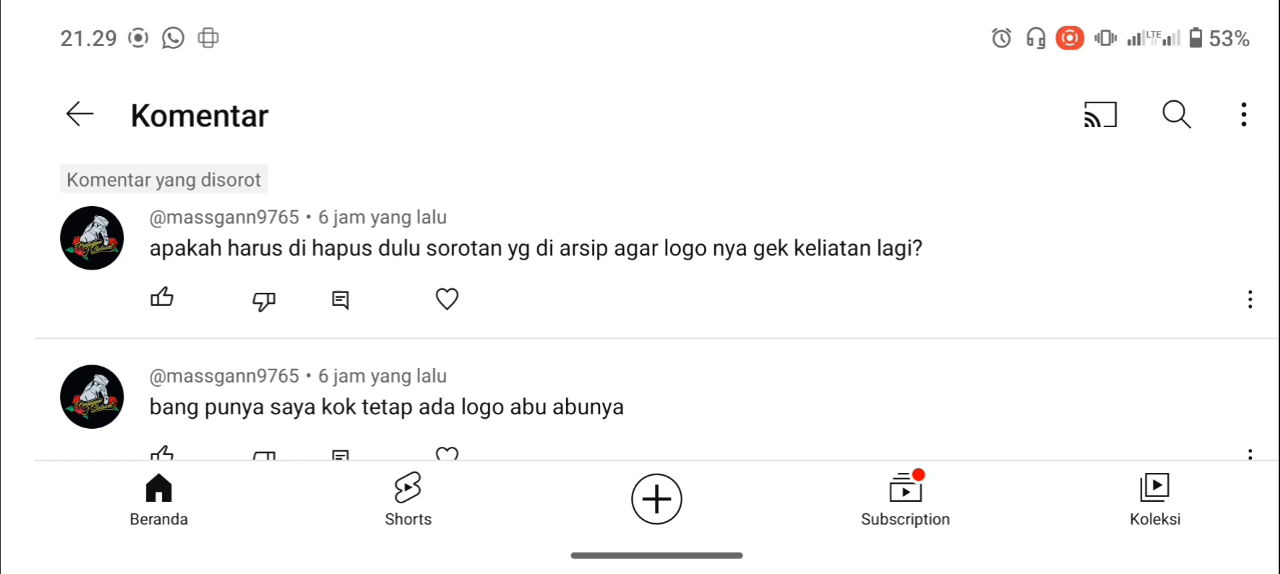 21.29 LTE 53%
Komentar
Komentar yang disorot
@massgann9765 • 6 jam yang lalu
apakah harus di hapus dulu sorotan yg di arsip agar logo nya gek keliatan lagi?
@massgann9765 • 6 jam yang lalu
bang punya saya kok tetap ada logo abu abunya
Beranda Shorts Subscription Koleksi